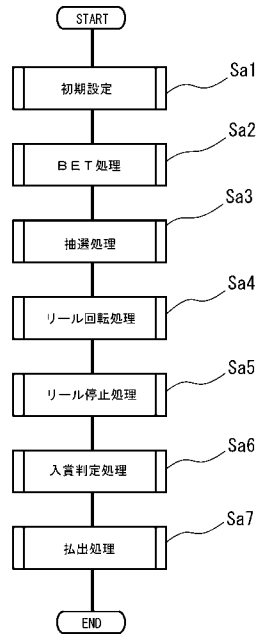 START
初期設定
Sa1
ＢＥＴ処理
Sa2
抽選処理
Sa3
リール回転処理
Sa4
リール停止処理
Sa5
入賞判定処理
Sa6
払出処理
Sa7
END